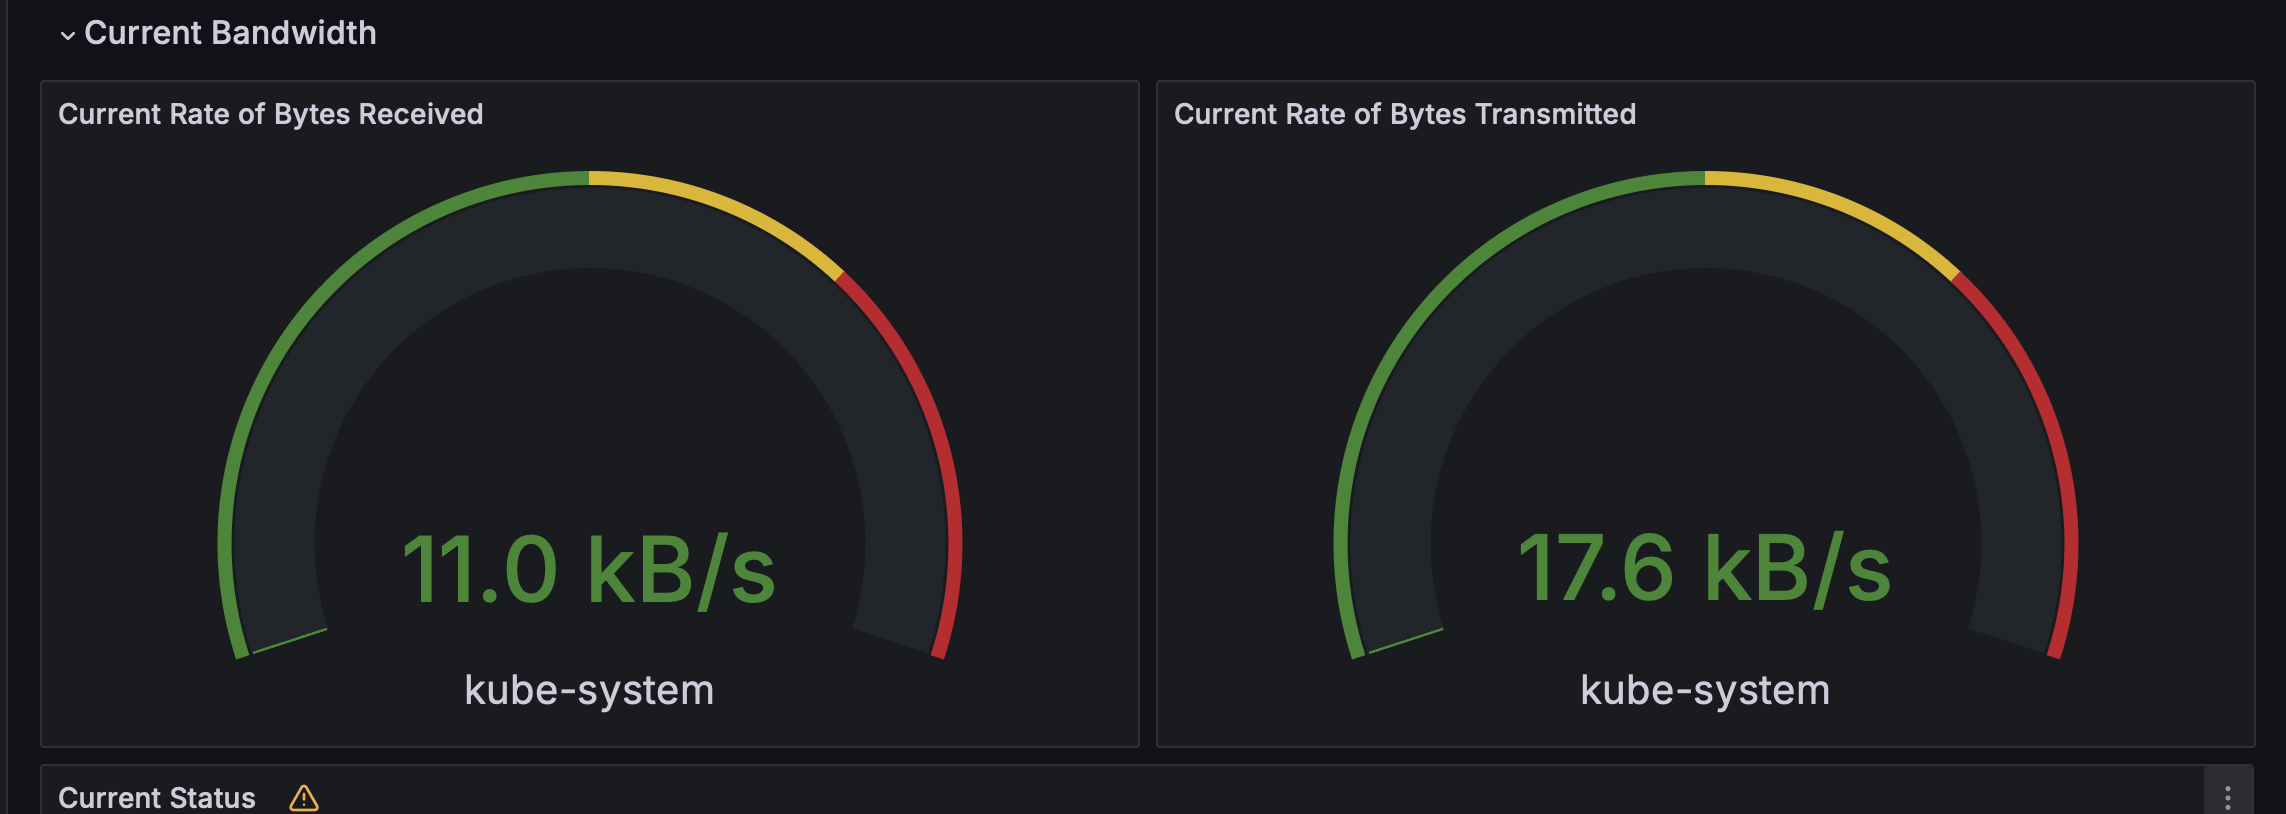 Current Bandwidth
Current Rate of Bytes Received
11.0 kB/s
kube-system
Current Rate of Bytes Transmitted
17.6 kB/s
kube-system
Current Status